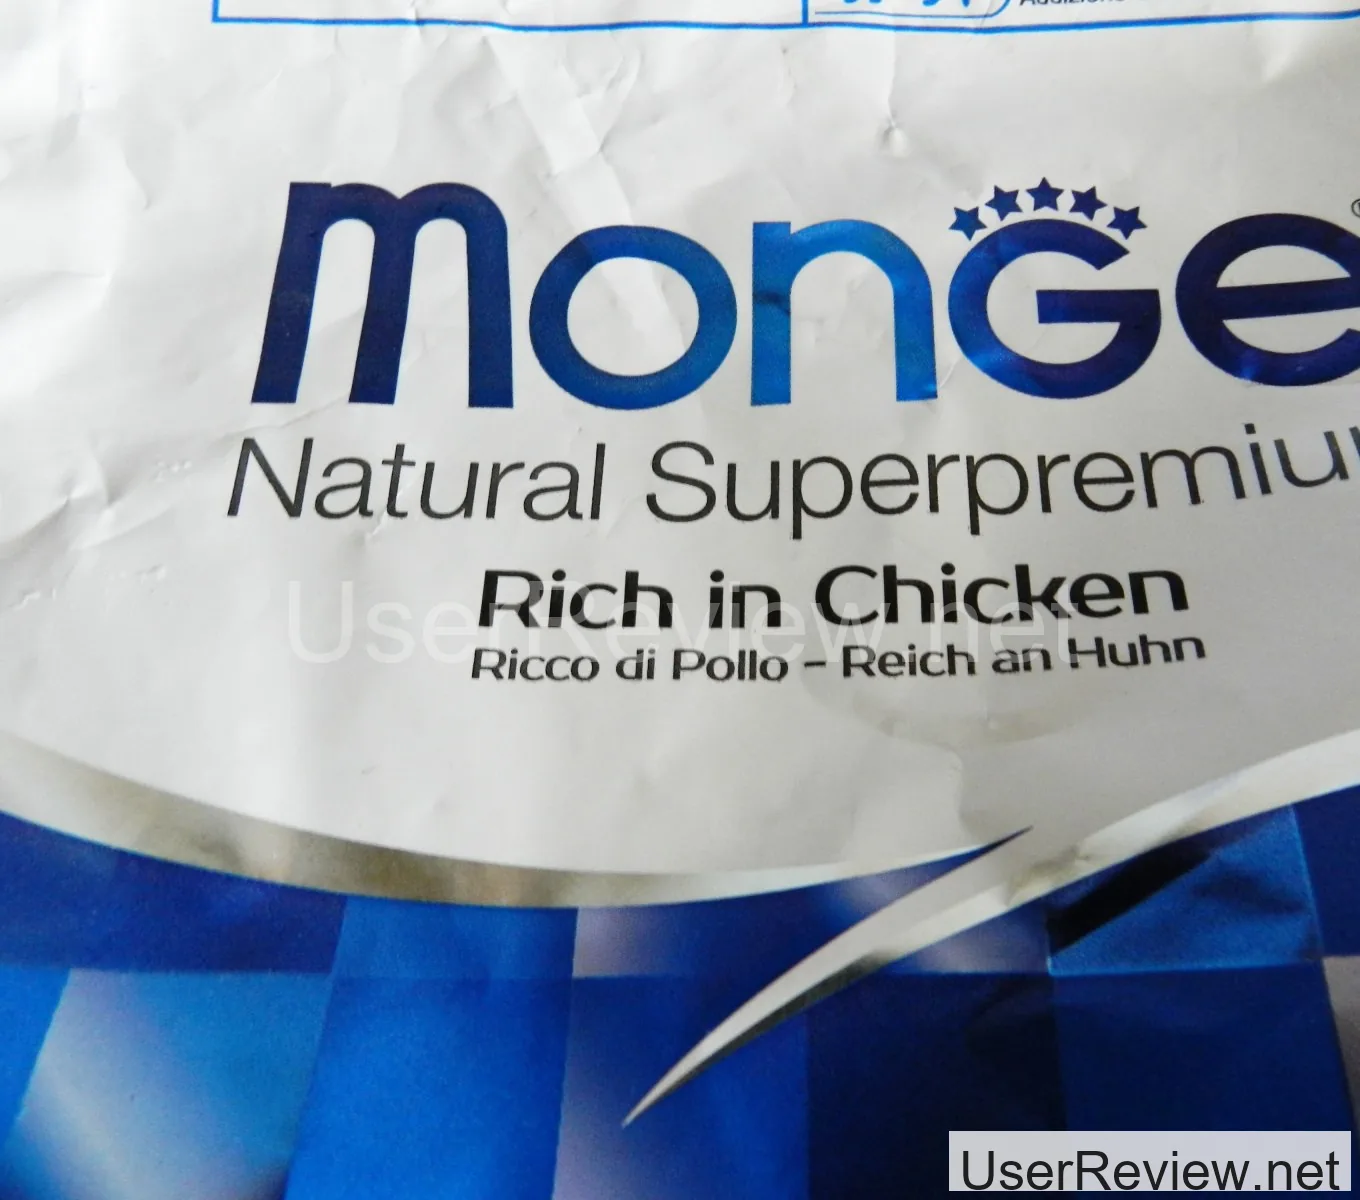 monGe
Natural Superpremiu
Rich in Chicken
Ricco di Pollo – Reich an Huhn
UserReview.net
UserReview.net